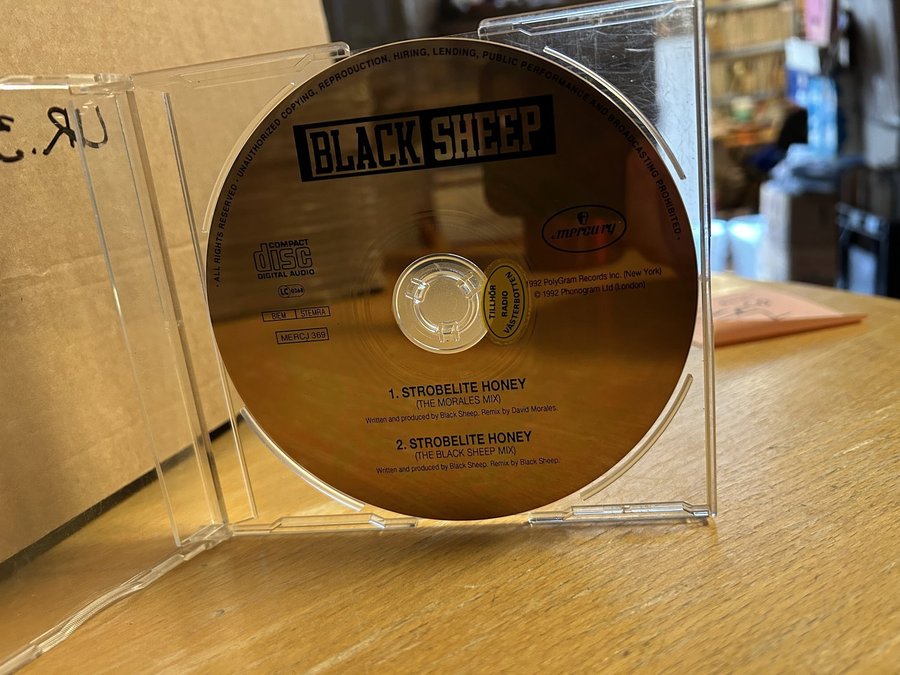 ALL RIGHTS RESERVED · UNAUTHORIZED COPYING, REPRODUCTION, HIRING, LENDING, PUBLIC PERFORMANCE AND BROADCASTING PROHIBITED ·
BLACK SHEEP
COMPACT
disc
DIGITAL AUDIO
LC 0268
BIEM STEMRA
MERCJ 369
mercury
TILLHÖR
RADIO
VÄSTERBOTTEN
1992 PolyGram Records Inc. (New York)
© 1992 Phonogram Ltd (London)
1. STROBELITE HONEY
(THE MORALES MIX)
Written and produced by Black Sheep. Remix by David Morales.
2. STROBELITE HONEY
(THE BLACK SHEEP MIX)
Written and produced by Black Sheep. Remix by Black Sheep.